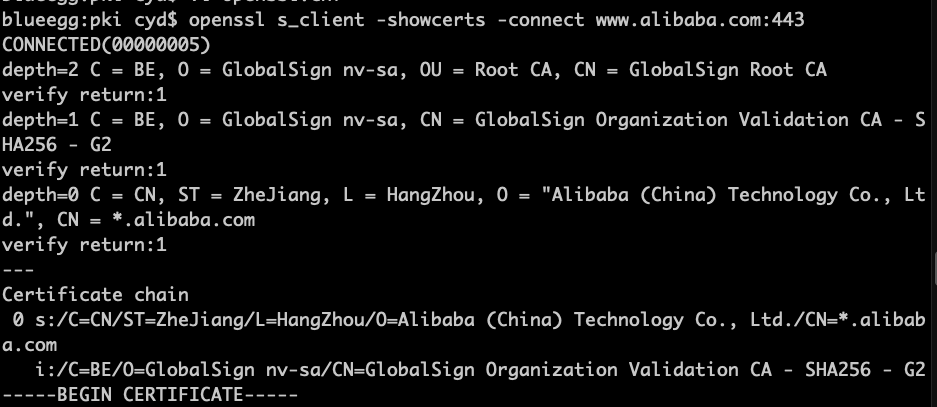 blueegg:pki cyd$ openssl s_client -showcerts -connect www.alibaba.com:443
CONNECTED(00000005)
depth=2 C = BE, O = GlobalSign nv-sa, OU = Root CA, CN = GlobalSign Root CA
verify return:1
depth=1 C = BE, O = GlobalSign nv-sa, CN = GlobalSign Organization Validation CA - S
HA256 - G2
verify return:1
depth=0 C = CN, ST = ZheJiang, L = HangZhou, O = "Alibaba (China) Technology Co., Lt
d.", CN = *.alibaba.com
verify return:1
---
Certificate chain
 0 s:/C=CN/ST=ZheJiang/L=HangZhou/O=Alibaba (China) Technology Co., Ltd./CN=*.alibab
a.com
   i:/C=BE/O=GlobalSign nv-sa/CN=GlobalSign Organization Validation CA - SHA256 - G2
-----BEGIN CERTIFICATE-----